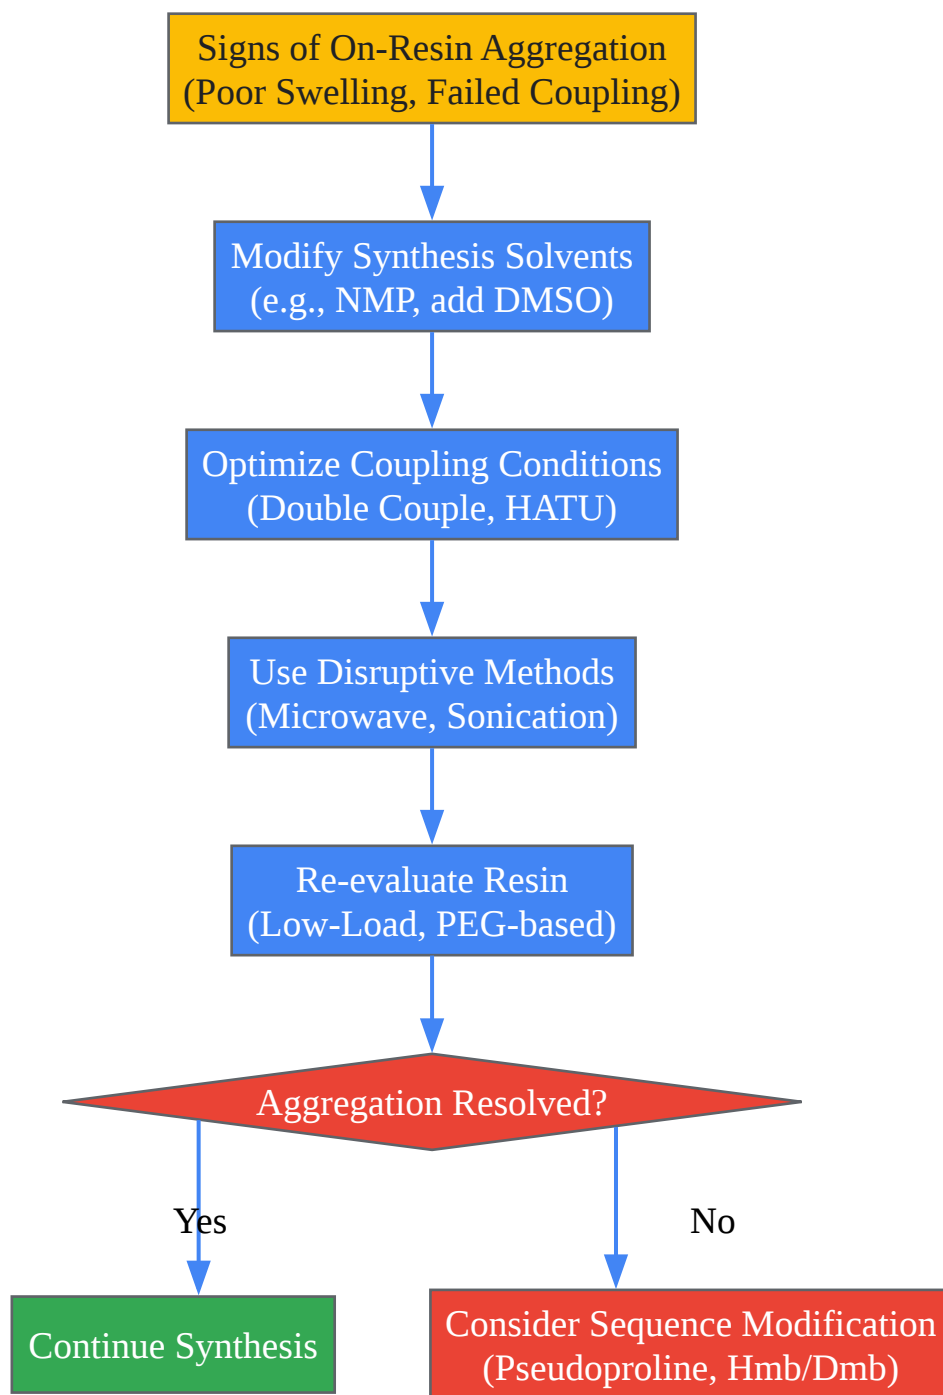 Signs of On-Resin Aggregation
(Poor Swelling, Failed Coupling)
Modify Synthesis Solvents
(e.g., NMP, add DMSO)
Optimize Coupling Conditions
(Double Couple, HATU)
Use Disruptive Methods
(Microwave, Sonication)
Re-evaluate Resin
(Low-Load, PEG-based)
Aggregation Resolved?
Yes
No
Continue Synthesis
Consider Sequence Modification
(Pseudoproline, Hmb/Dmb)